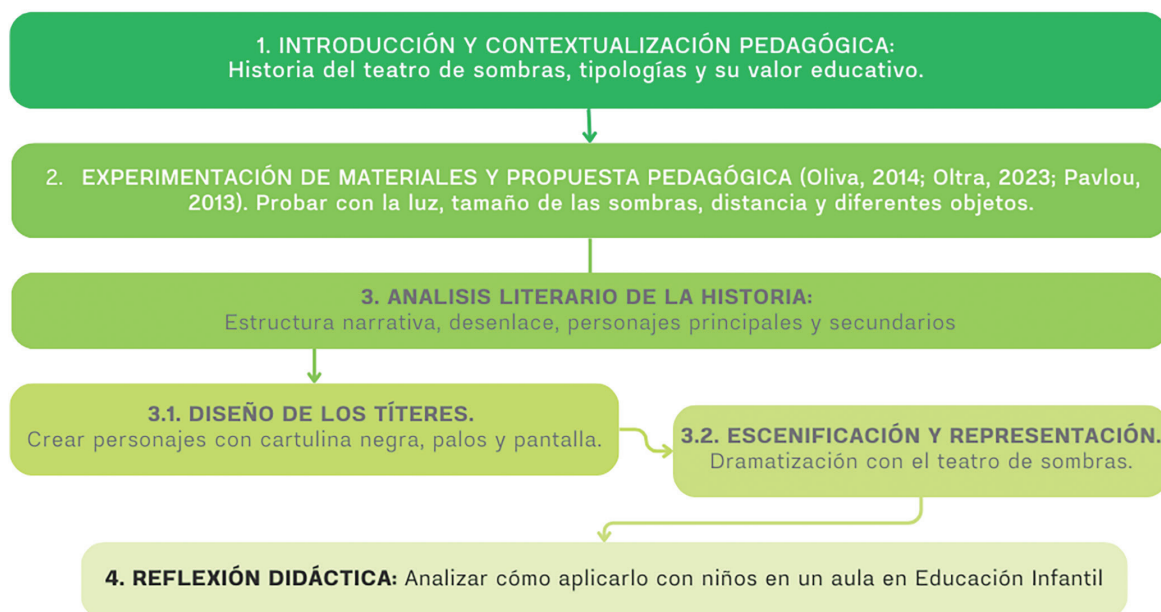 1. INTRODUCCIÓN Y CONTEXTUALIZACIÓN PEDAGÓGICA:
Historia del teatro de sombras, tipologías y su valor educativo.
2. EXPERIMENTACIÓN DE MATERIALES Y PROPUESTA PEDAGÓGICA (Oliva, 2014; Oltra, 2023; Pavlou,
2013). Probar con la luz, tamaño de las sombras, distancia y diferentes objetos.
3. ANALISIS LITERARIO DE LA HISTORIA:
Estructura narrativa, desenlace, personajes principales y secundarios
3.1. DISEÑO DE LOS TÍTERES.
Crear personajes con cartulina negra, palos y pantalla.
3.2. ESCENIFICACIÓN Y REPRESENTACIÓN.
Dramatización con el teatro de sombras.
4. REFLEXIÓN DIDÁCTICA: Analizar cómo aplicarlo con niños en un aula en Educación Infantil